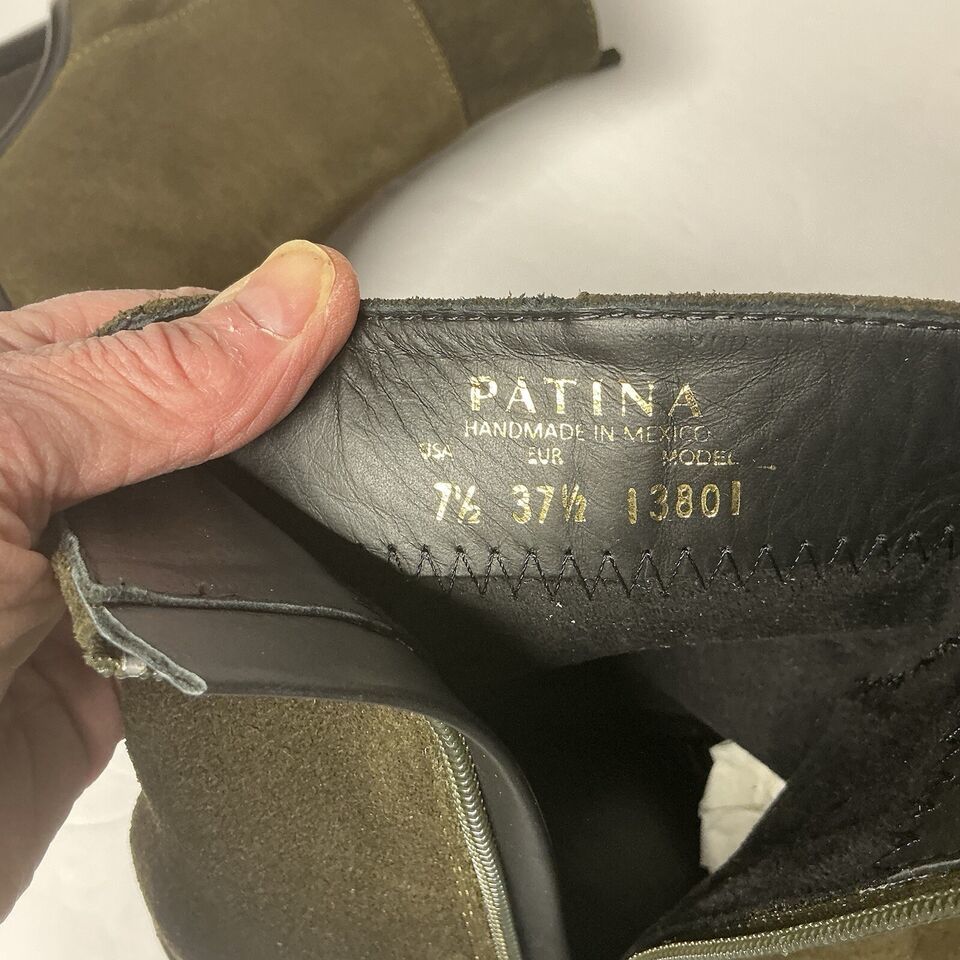 PATINA
HANDMADE IN MEXICO
USA EUR MODEL
7½ 37½ 13801